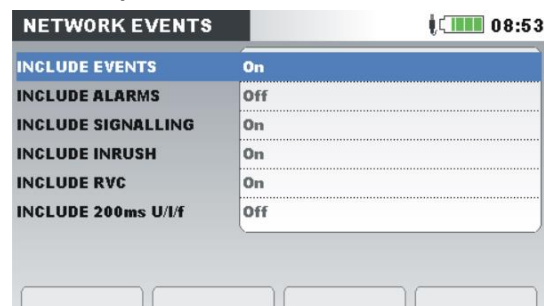 NETWORK EVENTS 08:53
INCLUDE EVENTS On
INCLUDE ALARMS Off
INCLUDE SIGNALLING On
INCLUDE INRUSH On
INCLUDE RVC On
INCLUDE 200ms U/I/f Off